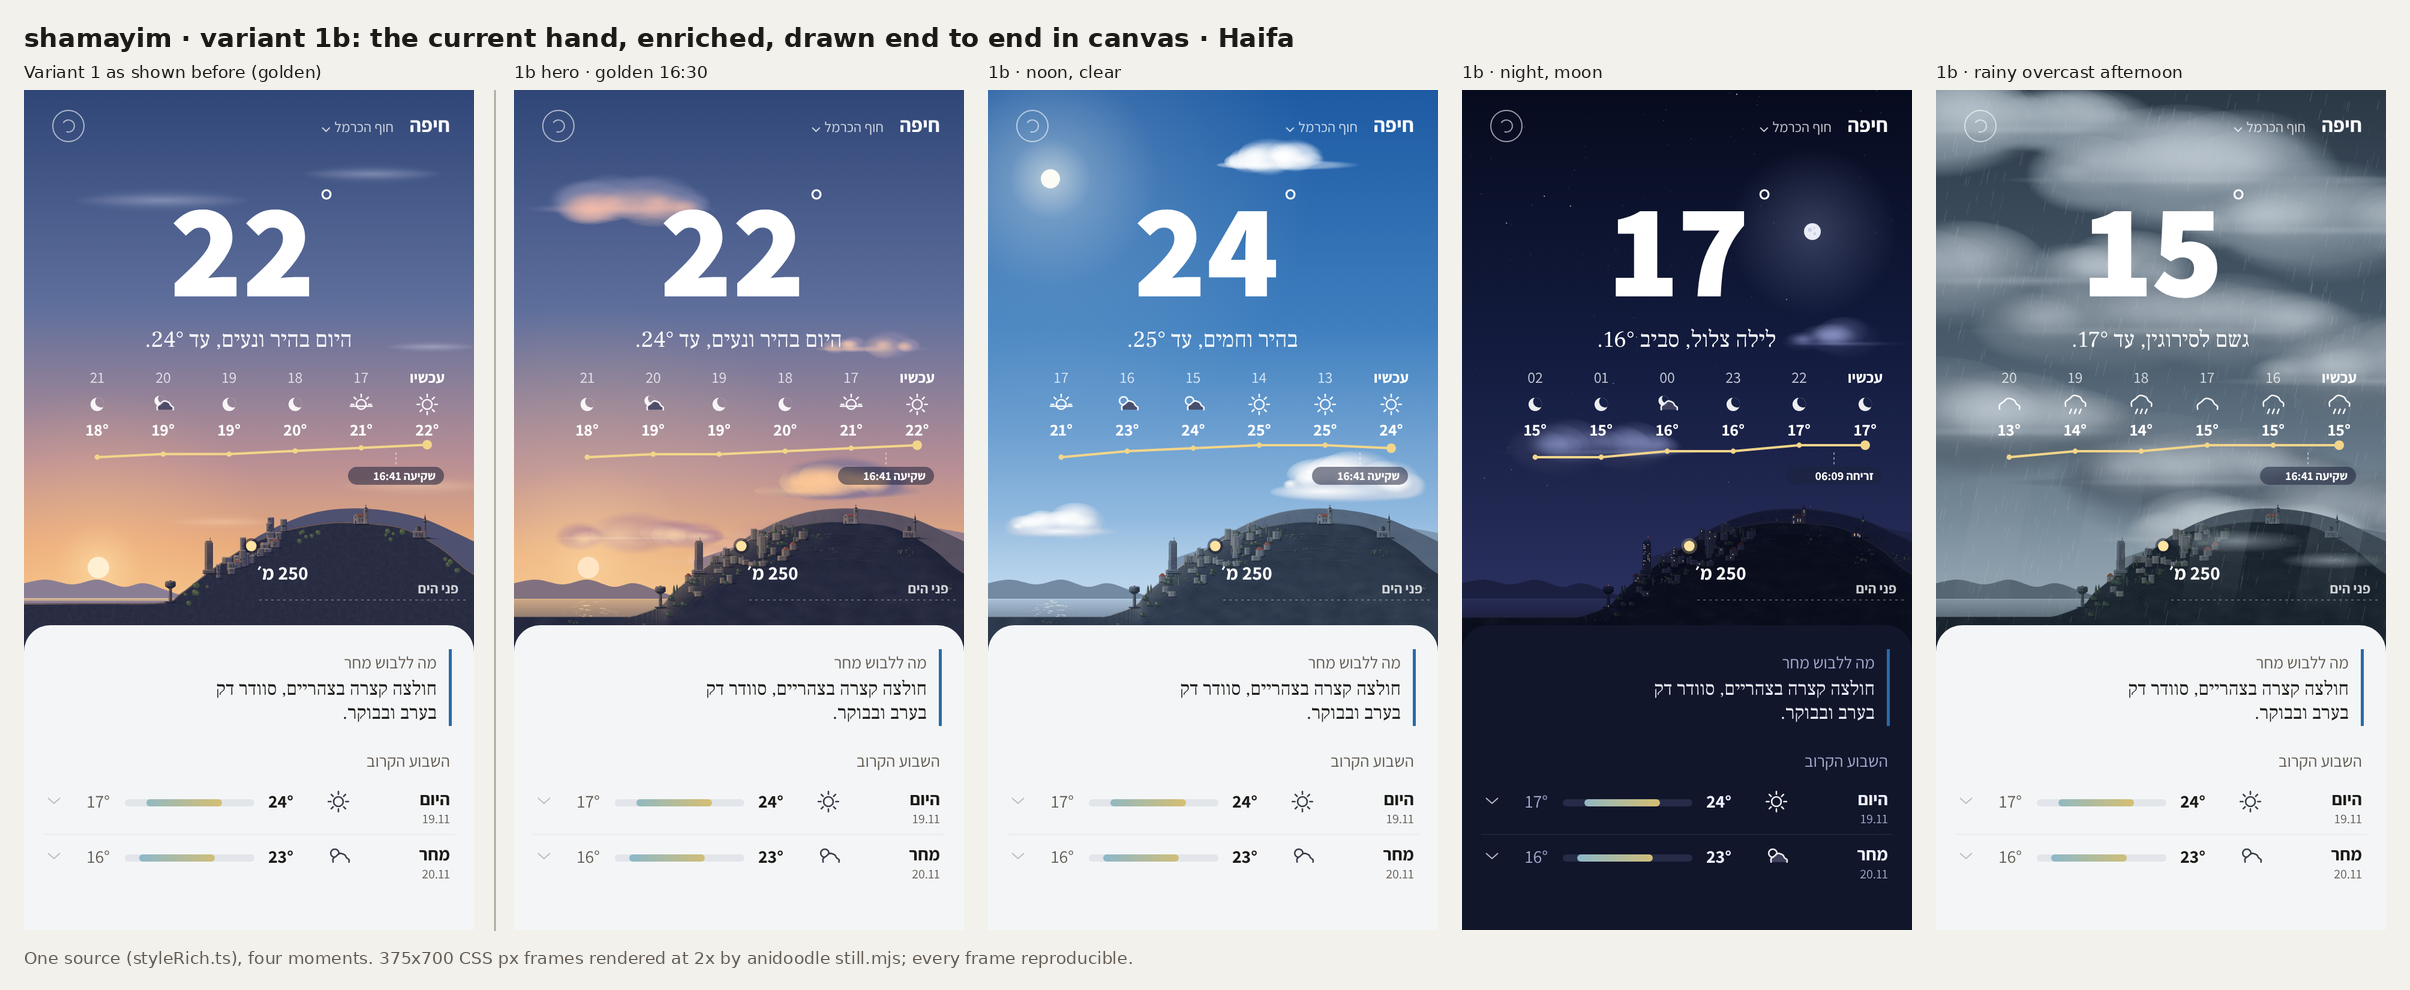 shamayim · variant 1b: the current hand, enriched, drawn end to end in canvas · Haifa
Variant 1 as shown before (golden)
חיפה חוף הכרמל
22°
היום בהיר ונעים, עד 24°.
עכשיו 17 18 19 20 21
22° 21° 20° 19° 19° 18°
שקיעה 16:41
250 מ׳
פני הים
מה ללבוש מחר
חולצה קצרה בצהריים, סוודר דק
בערב ובבוקר.
השבוע הקרוב
היום 24° 17°
19.11
מחר 23° 16°
20.11
1b hero · golden 16:30
חיפה חוף הכרמל
22°
היום בהיר ונעים, עד 24°.
עכשיו 17 18 19 20 21
22° 21° 20° 19° 19° 18°
שקיעה 16:41
250 מ׳
פני הים
מה ללבוש מחר
חולצה קצרה בצהריים, סוודר דק
בערב ובבוקר.
השבוע הקרוב
היום 24° 17°
19.11
מחר 23° 16°
20.11
1b · noon, clear
חיפה חוף הכרמל
24°
בהיר וחמים, עד 25°.
עכשיו 13 14 15 16 17
24° 25° 25° 24° 23° 21°
שקיעה 16:41
250 מ׳
פני הים
מה ללבוש מחר
חולצה קצרה בצהריים, סוודר דק
בערב ובבוקר.
השבוע הקרוב
היום 24° 17°
19.11
מחר 23° 16°
20.11
1b · night, moon
חיפה חוף הכרמל
17°
לילה צלול, סביב 16°.
עכשיו 22 23 00 01 02
17° 17° 16° 16° 15° 15°
זריחה 06:09
250 מ׳
פני הים
מה ללבוש מחר
חולצה קצרה בצהריים, סוודר דק
בערב ובבוקר.
השבוע הקרוב
היום 24° 17°
19.11
מחר 23° 16°
20.11
1b · rainy overcast afternoon
חיפה חוף הכרמל
15°
גשם לסירוגין, עד 17°.
עכשיו 16 17 18 19 20
15° 15° 15° 14° 14° 13°
שקיעה 16:41
250 מ׳
פני הים
מה ללבוש מחר
חולצה קצרה בצהריים, סוודר דק
בערב ובבוקר.
השבוע הקרוב
היום 24° 17°
19.11
מחר 23° 16°
20.11
One source (styleRich.ts), four moments. 375x700 CSS px frames rendered at 2x by anidoodle still.mjs; every frame reproducible.